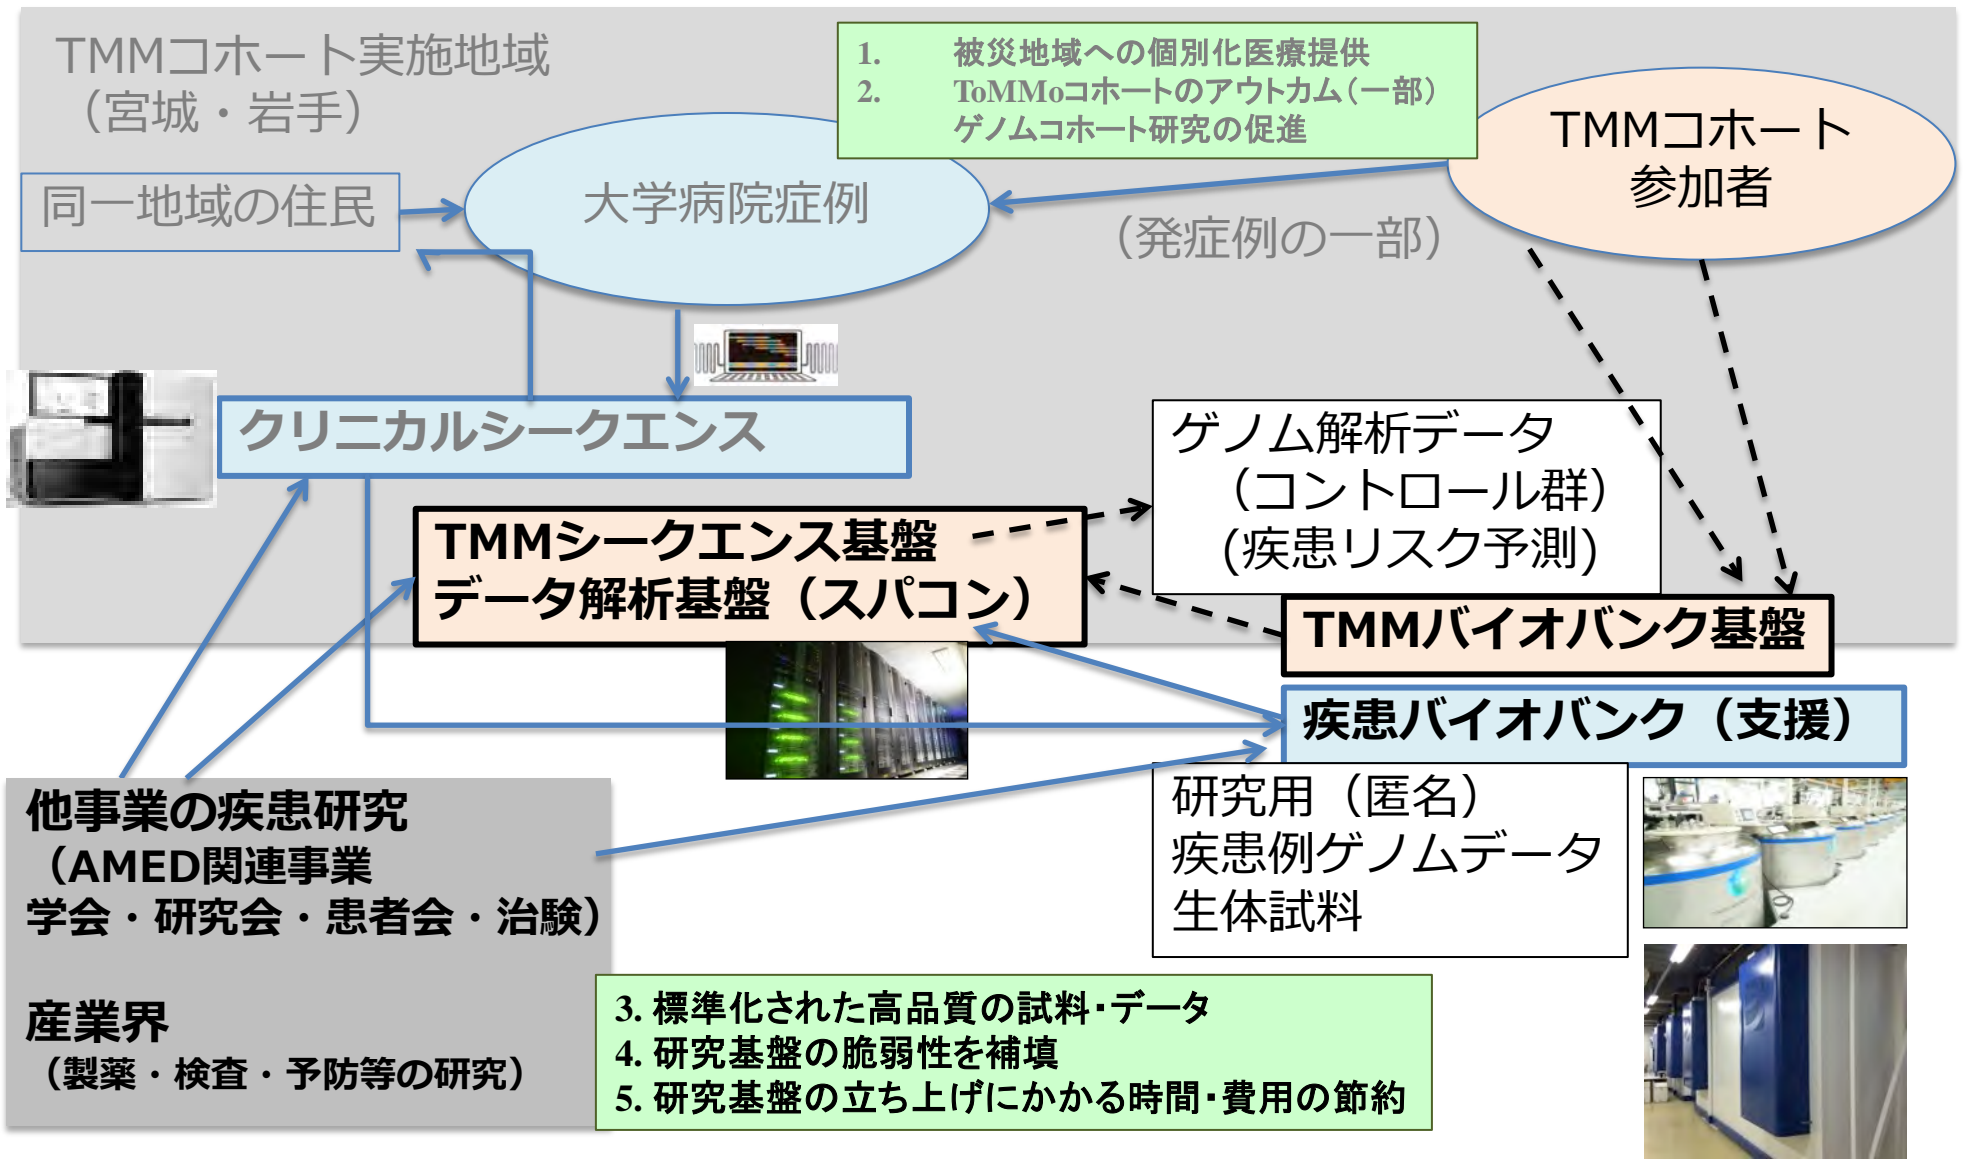 TMMコホート実施地域
（宮城・岩手）
1. 被災地域への個別化医療提供
2. ToMMoコホートのアウトカム（一部）
ゲノムコホート研究の促進
TMMコホート
参加者
同一地域の住民
大学病院症例
（発症例の一部）
クリニカルシークエンス
ゲノム解析データ
（コントロール群）
(疾患リスク予測)
TMMシークエンス基盤
データ解析基盤（スパコン）
TMMバイオバンク基盤
疾患バイオバンク（支援）
研究用（匿名）
疾患例ゲノムデータ
生体試料
他事業の疾患研究
（AMED関連事業
学会・研究会・患者会・治験）
産業界
（製薬・検査・予防等の研究）
3. 標準化された高品質の試料・データ
4. 研究基盤の脆弱性を補填
5. 研究基盤の立ち上げにかかる時間・費用の節約